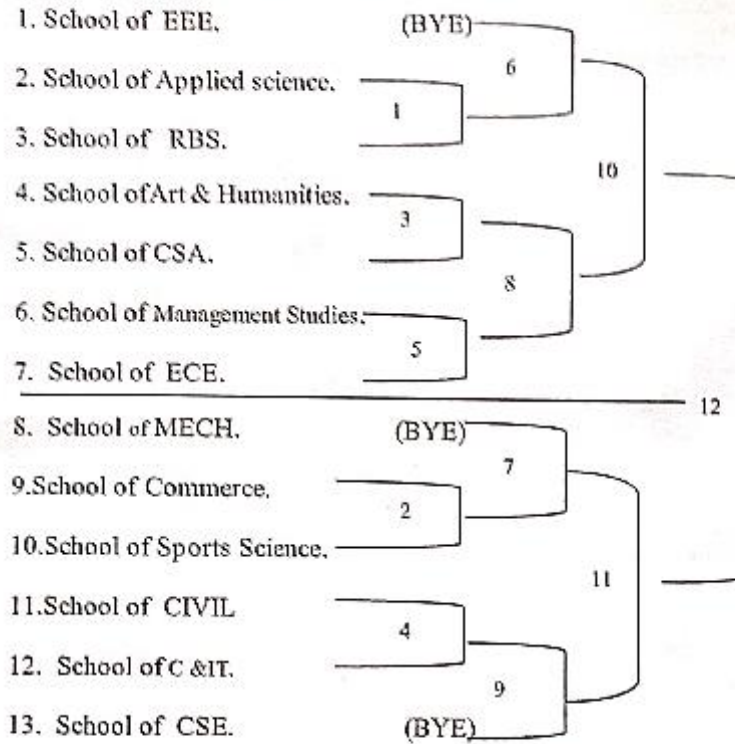 1. School of EEE. (BYE)
6
2. School of Applied science.
1
3. School of RBS.
10
4. School of Art & Humanities.
3
5. School of CSA.
8
6. School of Management Studies.
5
7. School of ECE.
12
8. School of MECH. (BYE)
7
9.School of Commerce.
2
10.School of Sports Science.
11
11.School of CIVIL
4
12. School of C &IT.
9
13. School of CSE. (BYE)